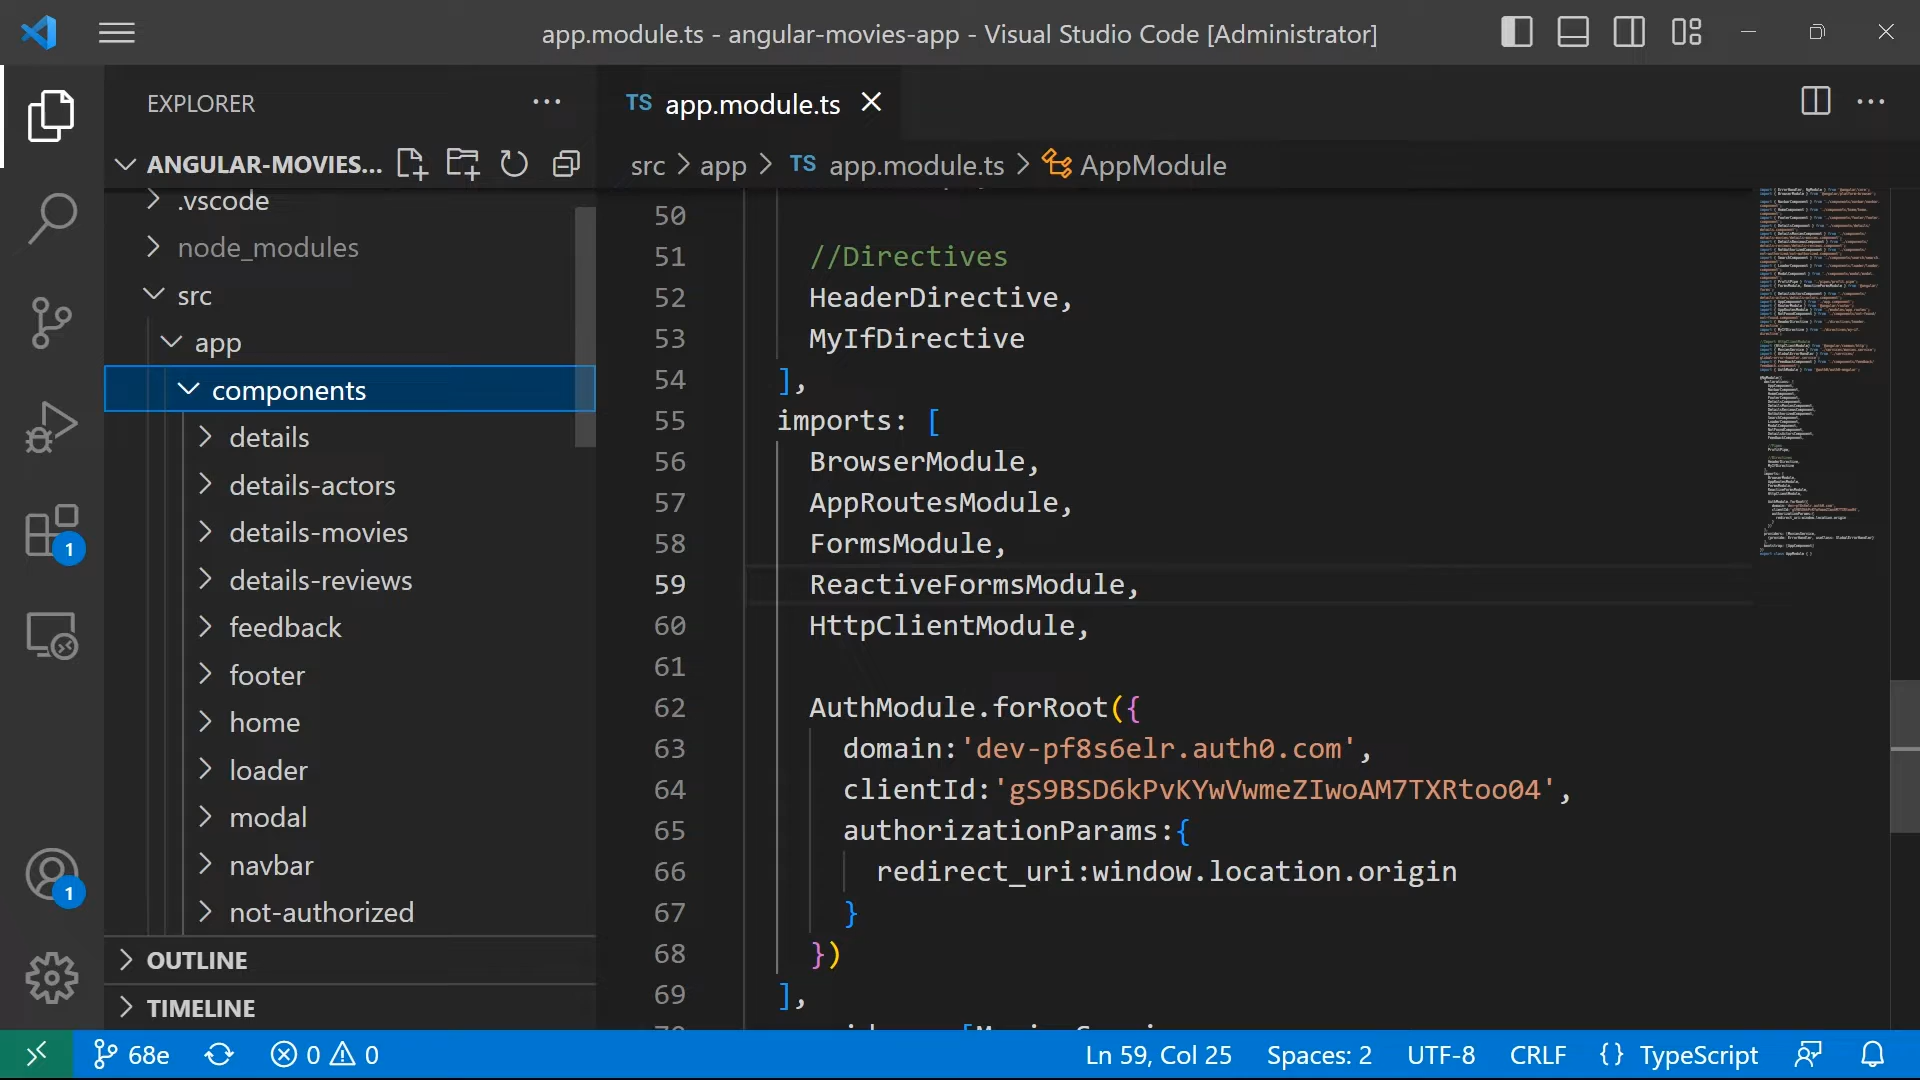 app.module.ts - angular-movies-app - Visual Studio Code [Administrator]
EXPLORER
ANGULAR-MOVIES...
.vscode
node_modules
src
app
components
details
details-actors
details-movies
details-reviews
feedback
footer
home
loader
modal
navbar
not-authorized
OUTLINE
TIMELINE
1
1
TS app.module.ts
src > app > TS app.module.ts > AppModule
50
51 //Directives
52 HeaderDirective,
53 MyIfDirective
54 ],
55 imports: [
56 BrowserModule,
57 AppRoutesModule,
58 FormsModule,
59 ReactiveFormsModule,
60 HttpClientModule,
61
62 AuthModule.forRoot({
63 domain:'dev-pf8s6elr.auth0.com',
64 clientId:'gS9BSD6kPvKYwVwmeZIwoAM7TXRtoo04',
65 authorizationParams:{
66 redirect_uri:window.location.origin
67 }
68 })
69 ],
68e 0 0 Ln 59, Col 25 Spaces: 2 UTF-8 CRLF {} TypeScript